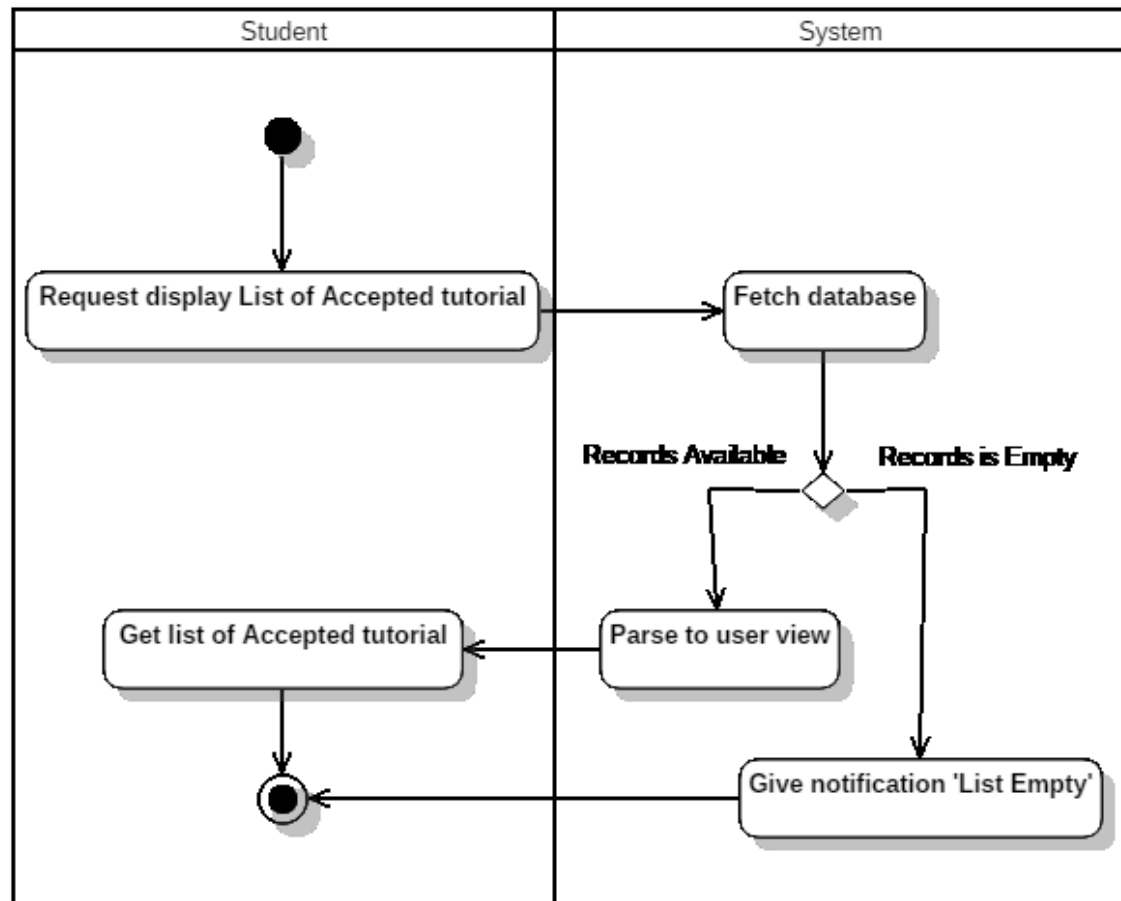 Student
System
Request display List of Accepted tutorial
Fetch database
Records Available
Records is Empty
Get list of Accepted tutorial
Parse to user view
Give notification 'List Empty'